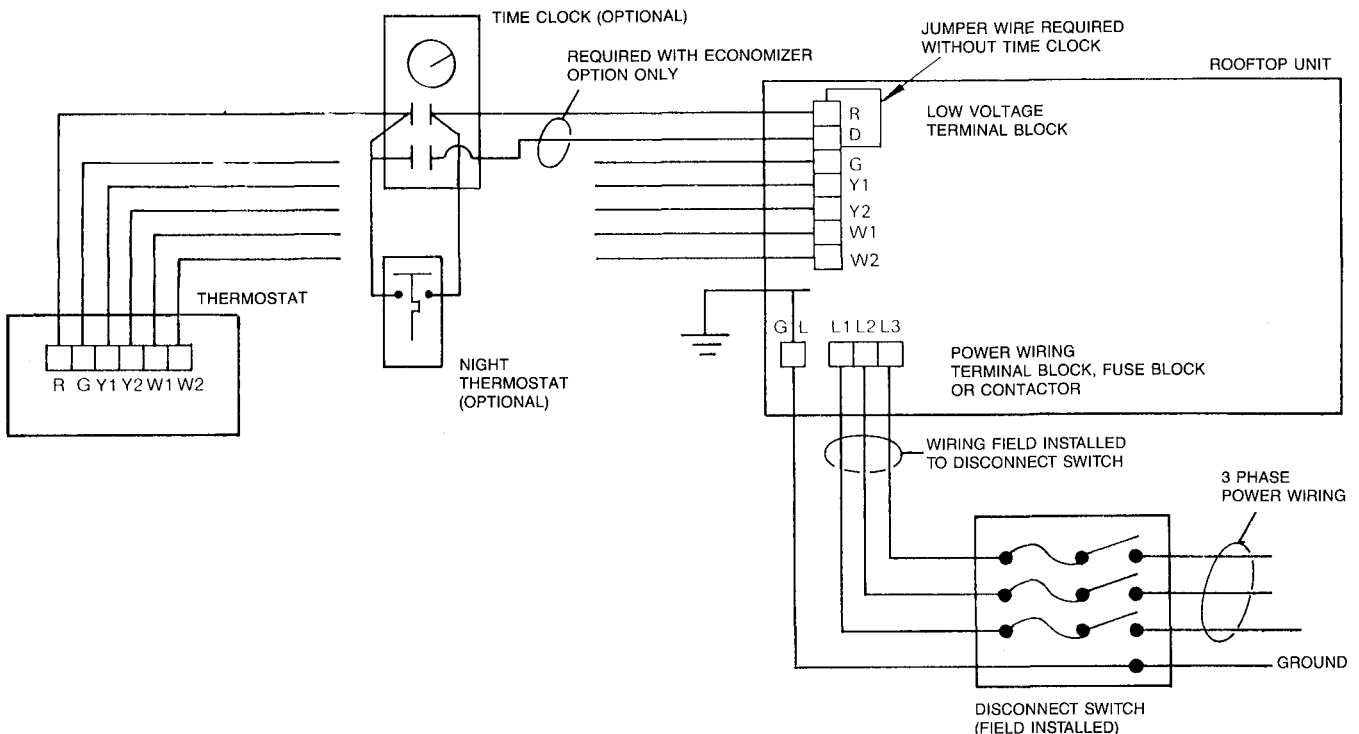 TIME CLOCK (OPTIONAL)
REQUIRED WITH ECONOMIZER
OPTION ONLY
JUMPER WIRE REQUIRED
WITHOUT TIME CLOCK
ROOFTOP UNIT
LOW VOLTAGE
TERMINAL BLOCK
R
D
G
Y1
Y2
W1
W2
THERMOSTAT
R G Y1 Y2 W1 W2
NIGHT
THERMOSTAT
(OPTIONAL)
G L L1 L2 L3
POWER WIRING
TERMINAL BLOCK, FUSE BLOCK
OR CONTACTOR
WIRING FIELD INSTALLED
TO DISCONNECT SWITCH
3 PHASE
POWER WIRING
GROUND
DISCONNECT SWITCH
(FIELD INSTALLED)